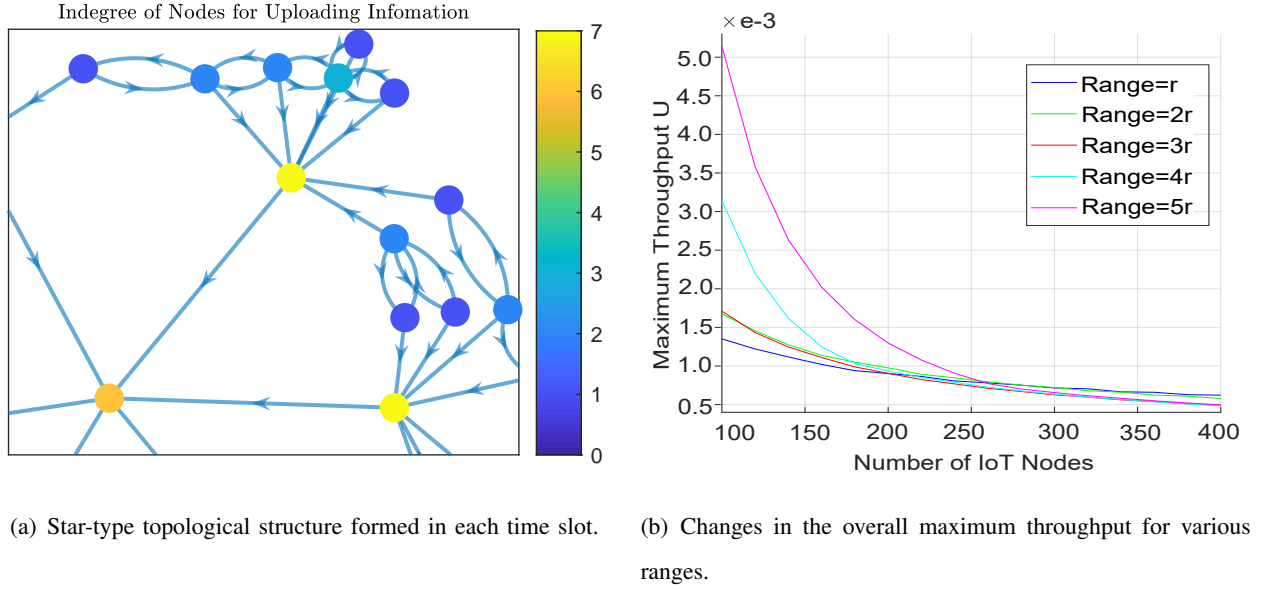 Indegree of Nodes for Uploading Infomation
7
6
5
4
3
2
1
0
(a) Star-type topological structure formed in each time slot.
× e-3
5.0
4.5
4.0
3.5
3.0
2.5
2.0
1.5
1.0
0.5
Maximum Throughput U
Range=r
Range=2r
Range=3r
Range=4r
Range=5r
100 150 200 250 300 350 400
Number of IoT Nodes
(b) Changes in the overall maximum throughput for various
ranges.